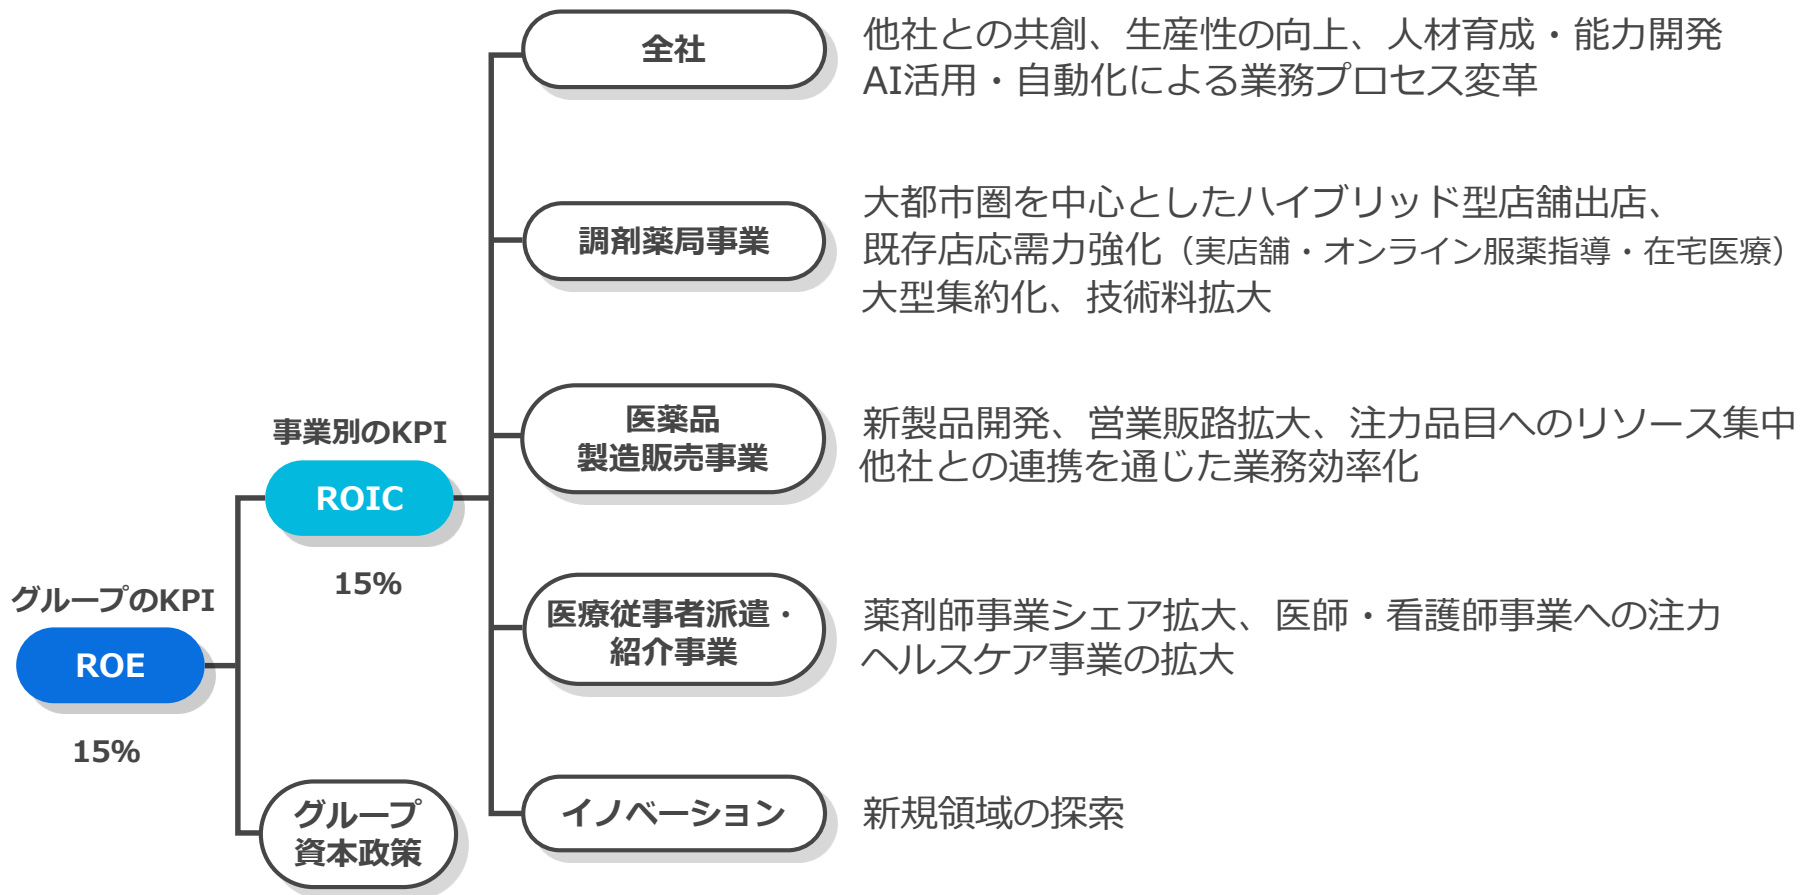 グループのKPI
ROE
15%
事業別のKPI
ROIC
15%
グループ
資本政策
全社
他社との共創、生産性の向上、人材育成・能力開発
AI活用・自動化による業務プロセス変革
調剤薬局事業
大都市圏を中心としたハイブリッド型店舗出店、
既存店応需力強化（実店舗・オンライン服薬指導・在宅医療）
大型集約化、技術料拡大
医薬品
製造販売事業
新製品開発、営業販路拡大、注力品目へのリソース集中
他社との連携を通じた業務効率化
医療従事者派遣・
紹介事業
薬剤師事業シェア拡大、医師・看護師事業への注力
ヘルスケア事業の拡大
イノベーション
新規領域の探索